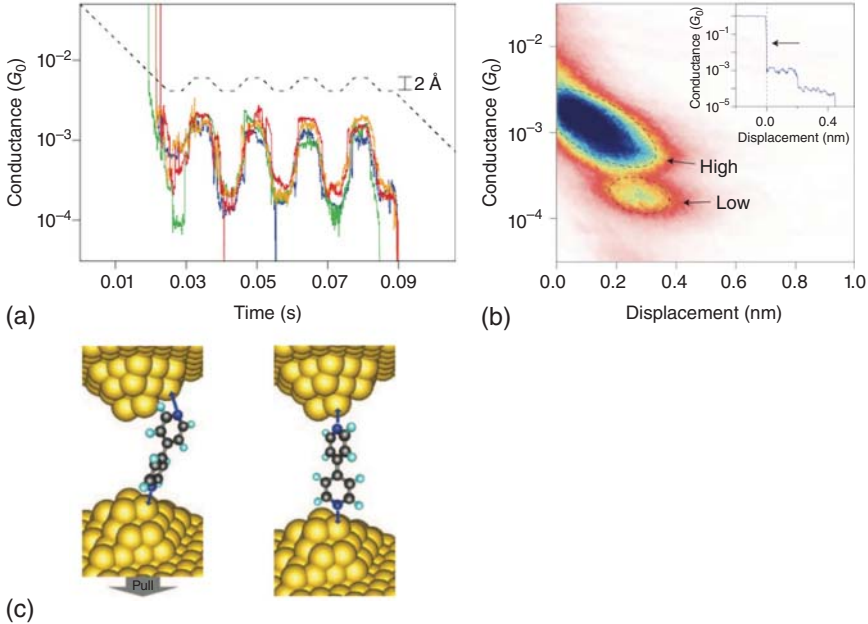 10⁻²
10⁻³
10⁻⁴
Conductance (G₀)
2 Å
0.01
0.03
0.05
0.07
0.09
Time (s)
(a)
10⁻²
10⁻³
10⁻⁴
Conductance (G₀)
High
Low
0.0
0.2
0.4
0.6
0.8
1.0
Displacement (nm)
Conductance (G₀)
10⁻¹
10⁻³
10⁻⁵
0.0
0.4
Displacement (nm)
(b)
Pull
(c)